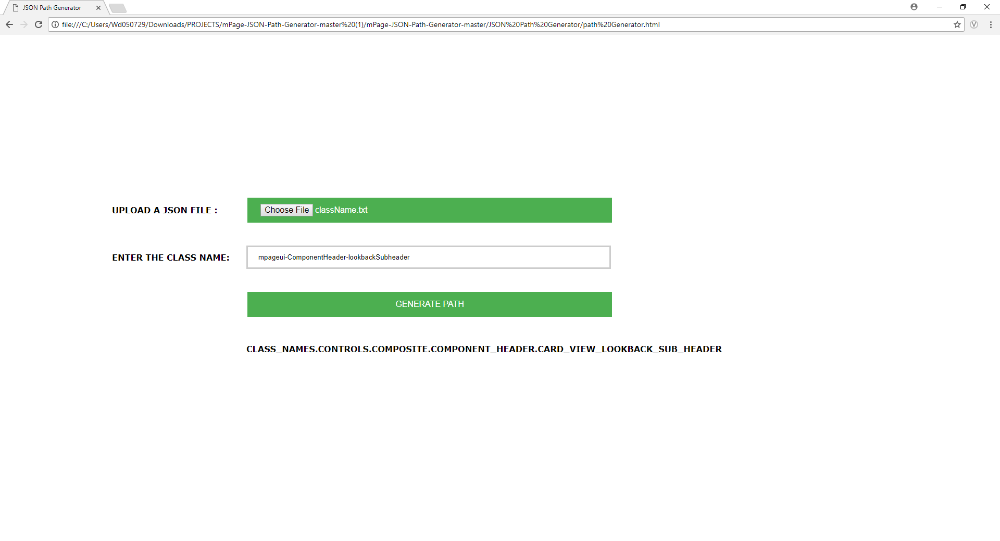 JSON Path Generator
file:///C:/Users/Wd050729/Downloads/PROJECTS/mPage-JSON-Path-Generator-master%20(1)/mPage-JSON-Path-Generator-master/JSON%20Path%20Generator/path%20Generator.html
UPLOAD A JSON FILE : Choose File className.txt
ENTER THE CLASS NAME: mpageui-ComponentHeader-lookbackSubheader
GENERATE PATH
CLASS_NAMES.CONTROLS.COMPOSITE.COMPONENT_HEADER.CARD_VIEW_LOOKBACK_SUB_HEADER